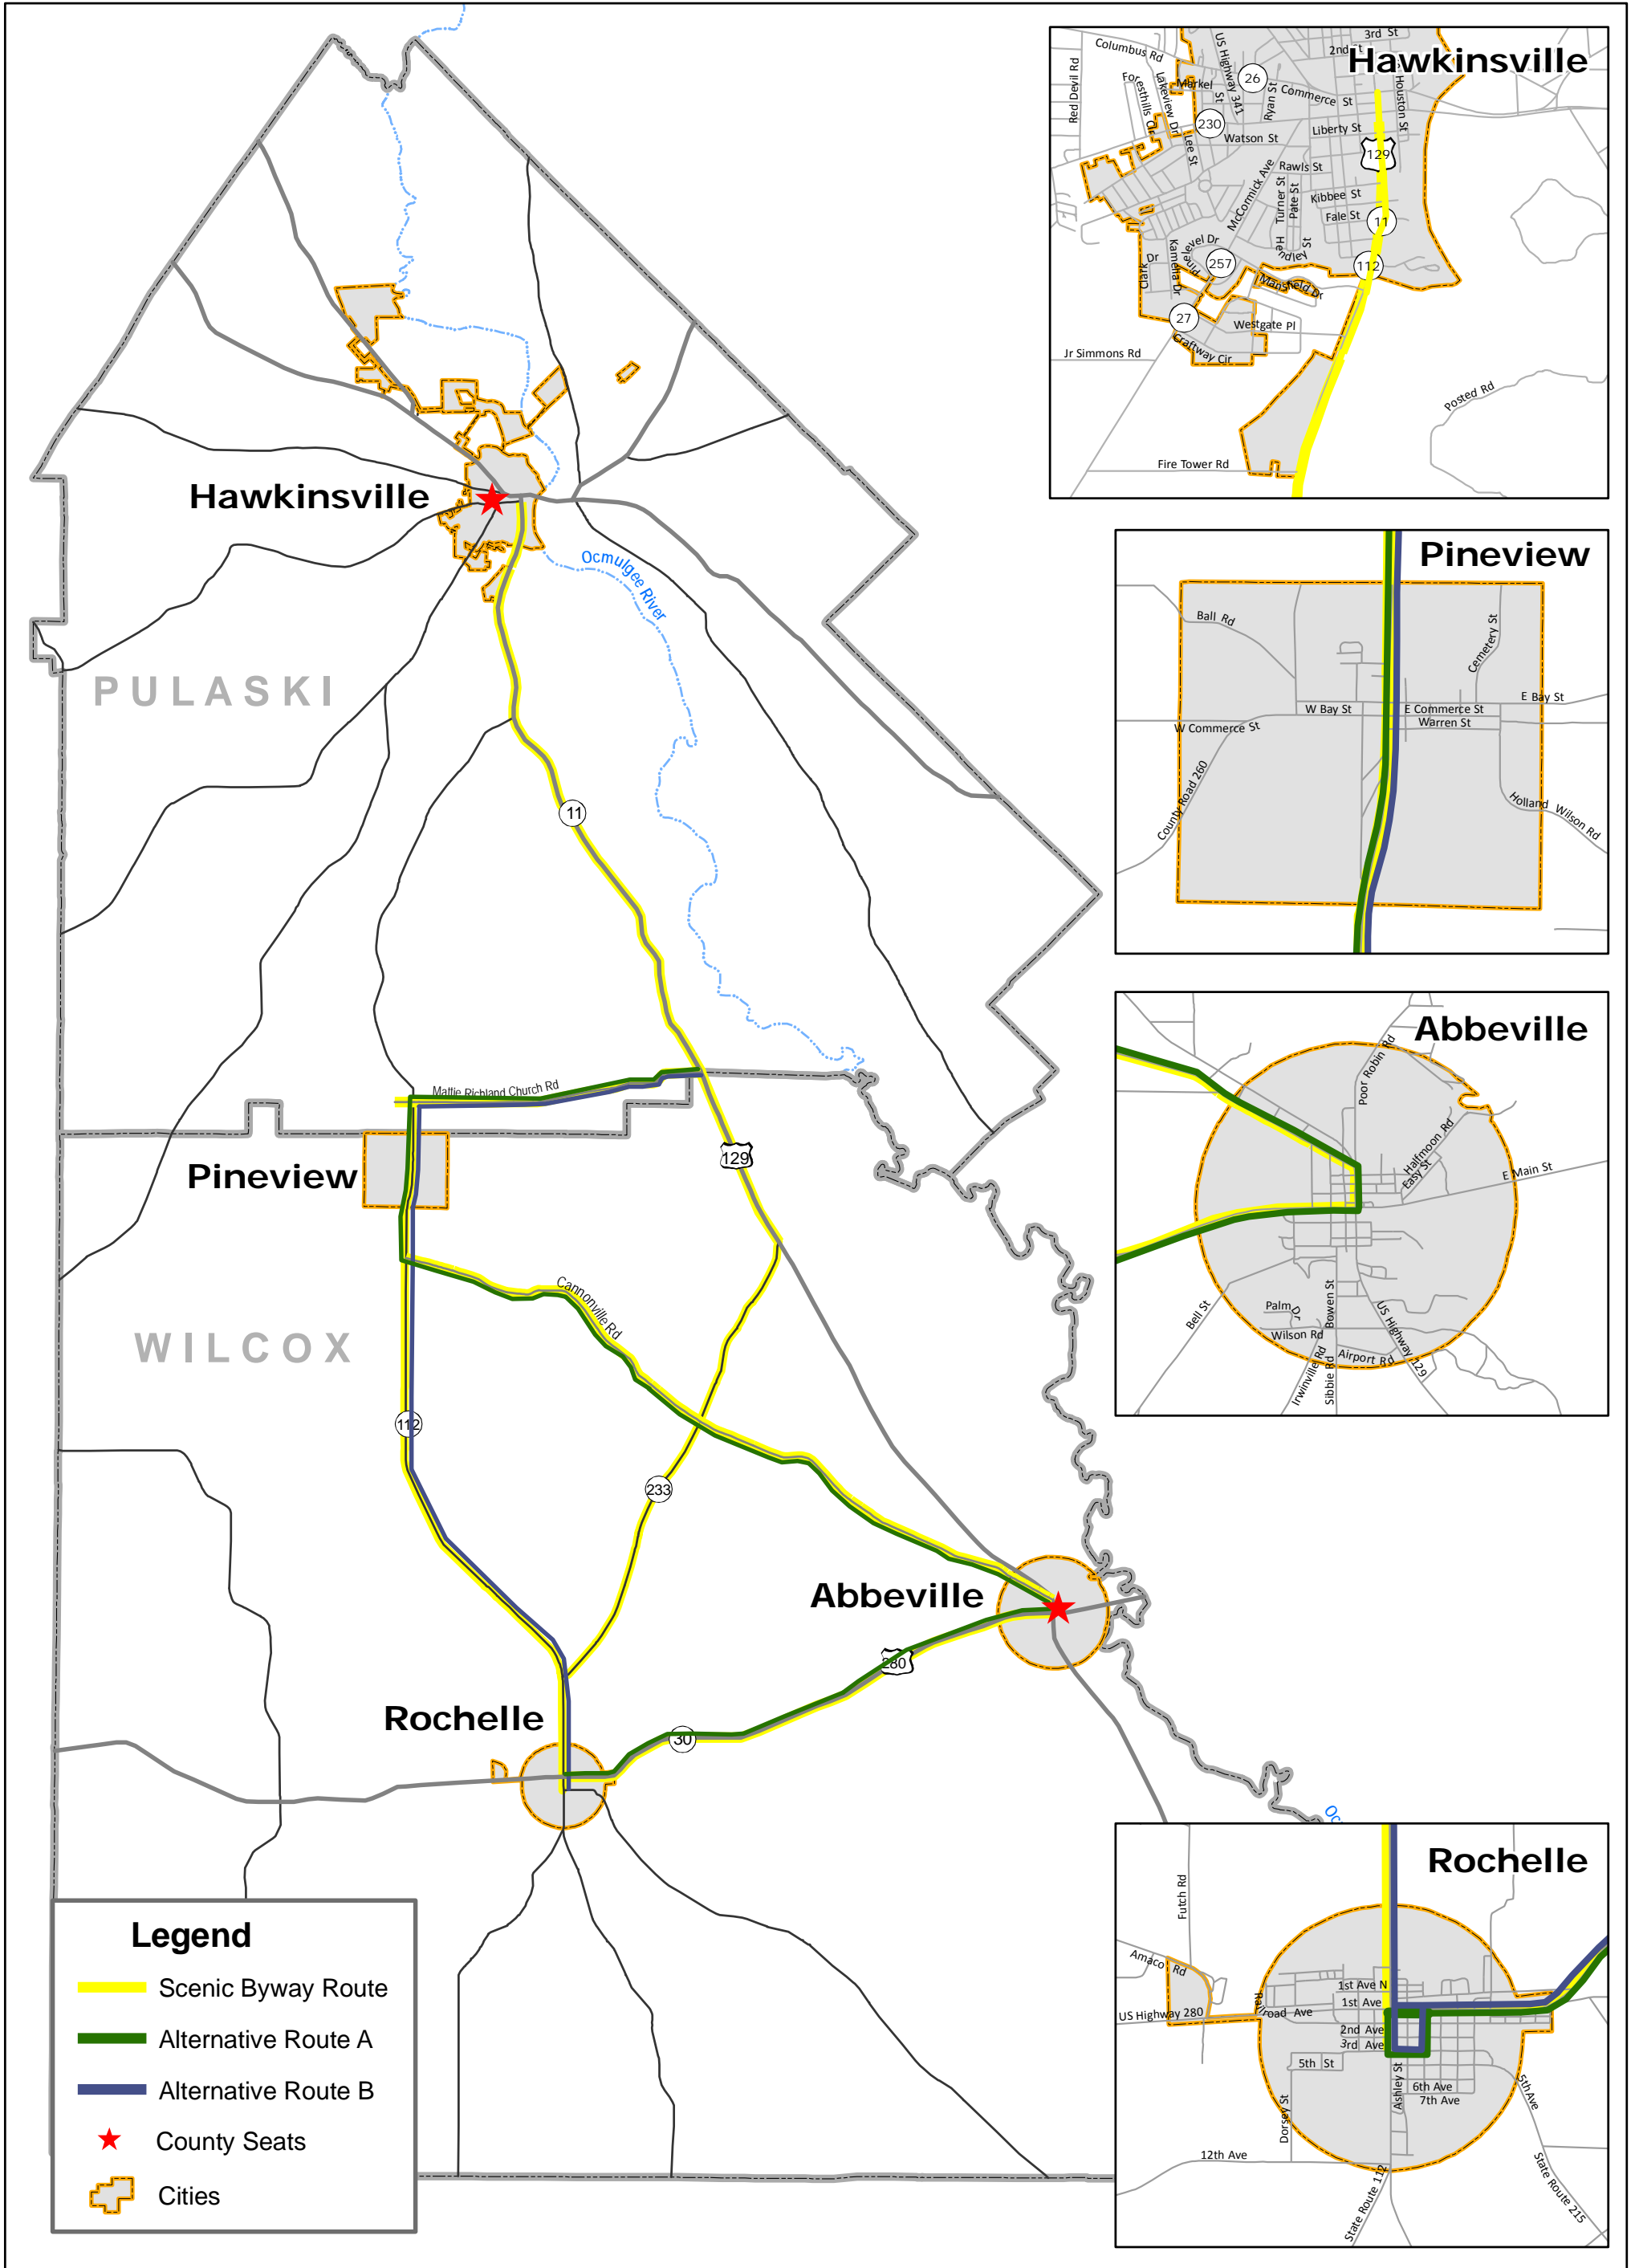 Hawkinsville
PULASKI
Ocmulgee River
11
Mattie Richland Church Rd
129
Pineview
Cannonville Rd
WILCOX
112
233
Abbeville
280
Rochelle
30
Oc
Legend
Scenic Byway Route
Alternative Route A
Alternative Route B
County Seats
Cities
Hawkinsville
3rd St
2nd St
Columbus Rd
US Highway 341
26
Red Devil Rd
Foresthills Cir
Lakeview Dr
Market St
Ryan St
Commerce St
Houston St
230
Watson St
Liberty St
129
Lee St
Rawls St
McCormick Ave
Turner St
Pate St
Kibbee St
Fale St
11
Hendley St
Ralph St
Pinelevel Dr
257
112
Clark Dr
Kamelia Dr
Mansfield Dr
27
Westgate Pl
Craftway Cir
Jr Simmons Rd
Posted Rd
Fire Tower Rd
Pineview
Ball Rd
Cemetery St
E Bay St
W Bay St
E Commerce St
Warren St
W Commerce St
County Road 260
Holland Wilson Rd
Abbeville
Poor Robin Rd
Halfmoon Rd
Easy St
E Main St
Bell St
Palm Dr
Bowen St
US Highway 129
Wilson Rd
Airport Rd
Irwinville Rd
Sibbie Rd
Rochelle
Futch Rd
Amaco Rd
1st Ave N
1st Ave
US Highway 280
Railroad Ave
2nd Ave
3rd Ave
5th St
Ashley St
6th Ave
7th Ave
5th Ave
Dorsey St
12th Ave
State Route 112
State Route 215